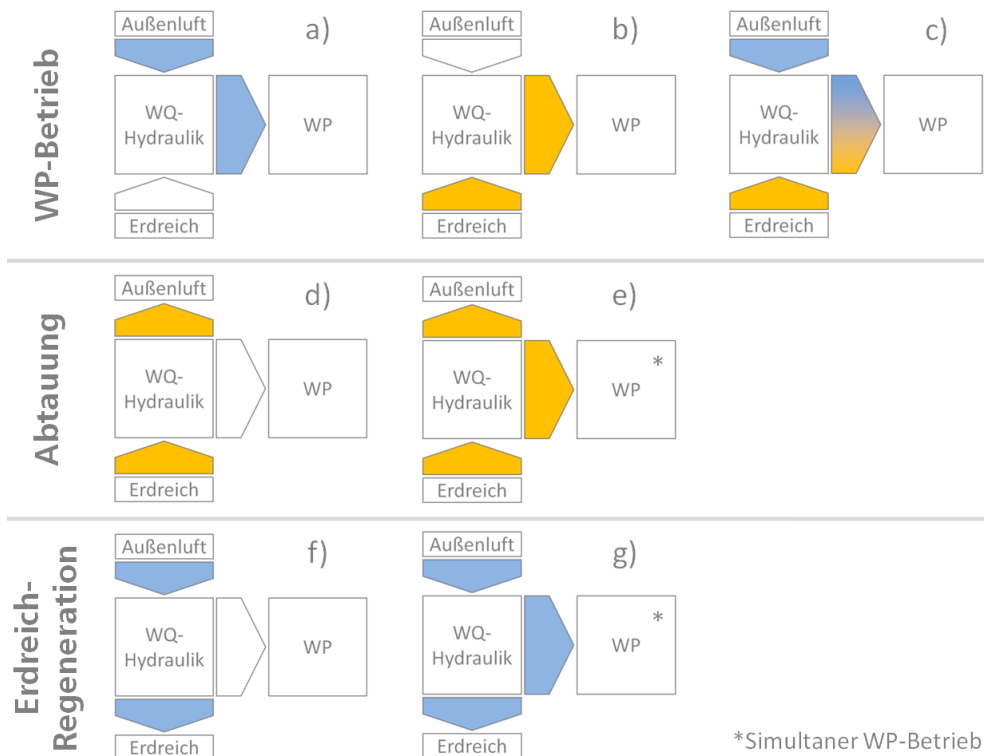 WP-Betrieb
Außenluft
a)
WQ-
Hydraulik
WP
Erdreich
Außenluft
b)
WQ-
Hydraulik
WP
Erdreich
Außenluft
c)
WQ-
Hydraulik
WP
Erdreich
Abtauung
Außenluft
d)
WQ-
Hydraulik
WP
Erdreich
Außenluft
e)
WQ-
Hydraulik
WP
*
Erdreich
Erdreich-
Regeneration
Außenluft
f)
WQ-
Hydraulik
WP
Erdreich
Außenluft
g)
WQ-
Hydraulik
WP
*
Erdreich
*Simultaner WP-Betrieb